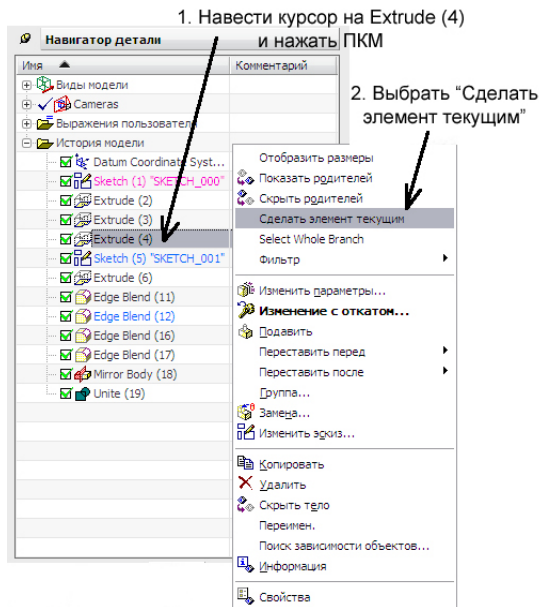 1. Навести курсор на Extrude (4)
и нажать ПКМ
Навигатор детали
Имя
Комментарий
Виды модели
Cameras
Выражения пользователя
История модели
Datum Coordinate Syst...
Sketch (1) "SKETCH_000"
Extrude (2)
Extrude (3)
Extrude (4)
Sketch (5) "SKETCH_001"
Extrude (6)
Edge Blend (11)
Edge Blend (12)
Edge Blend (16)
Edge Blend (17)
Mirror Body (18)
Unite (19)
2. Выбрать “Сделать
элемент текущим”
Отобразить размеры
Показать родителей
Скрыть родителей
Сделать элемент текущим
Select Whole Branch
Фильтр
Изменить параметры...
Изменение с откатом...
Подавить
Переставить перед
Переставить после
Группа...
Замена...
Изменить эскиз...
Копировать
Удалить
Скрыть тело
Переимен.
Поиск зависимости объектов...
Информация
Свойства